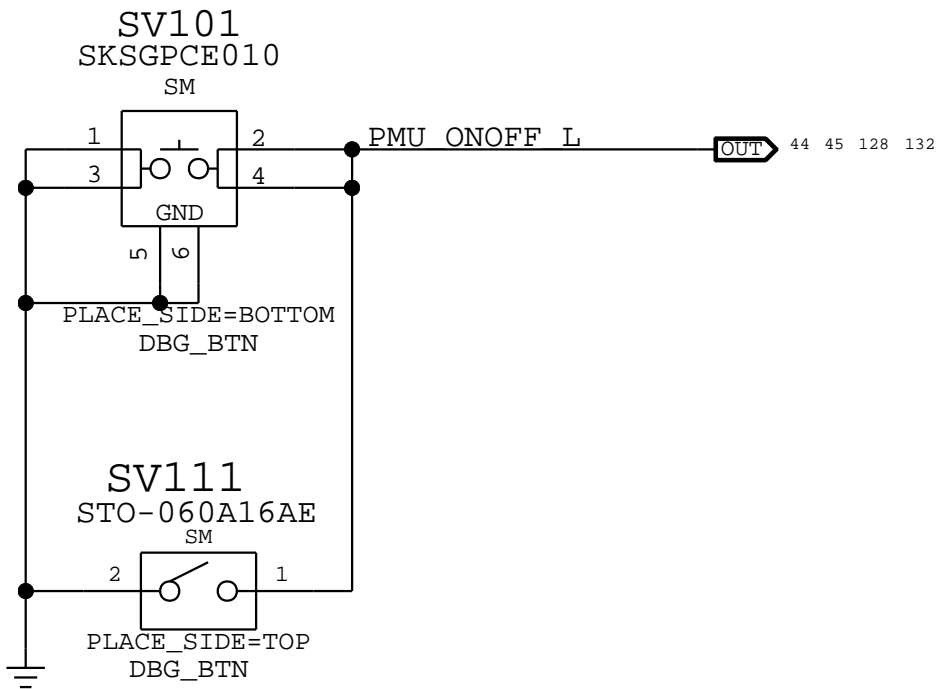 SV101
SKSGPCE010
SM
1
2
PMU_ONOFF_L
OUT
44 45 128 132
3
4
GND
5
6
PLACE_SIDE=BOTTOM
DBG_BTN
SV111
STO-060A16AE
SM
2
1
PLACE_SIDE=TOP
DBG_BTN